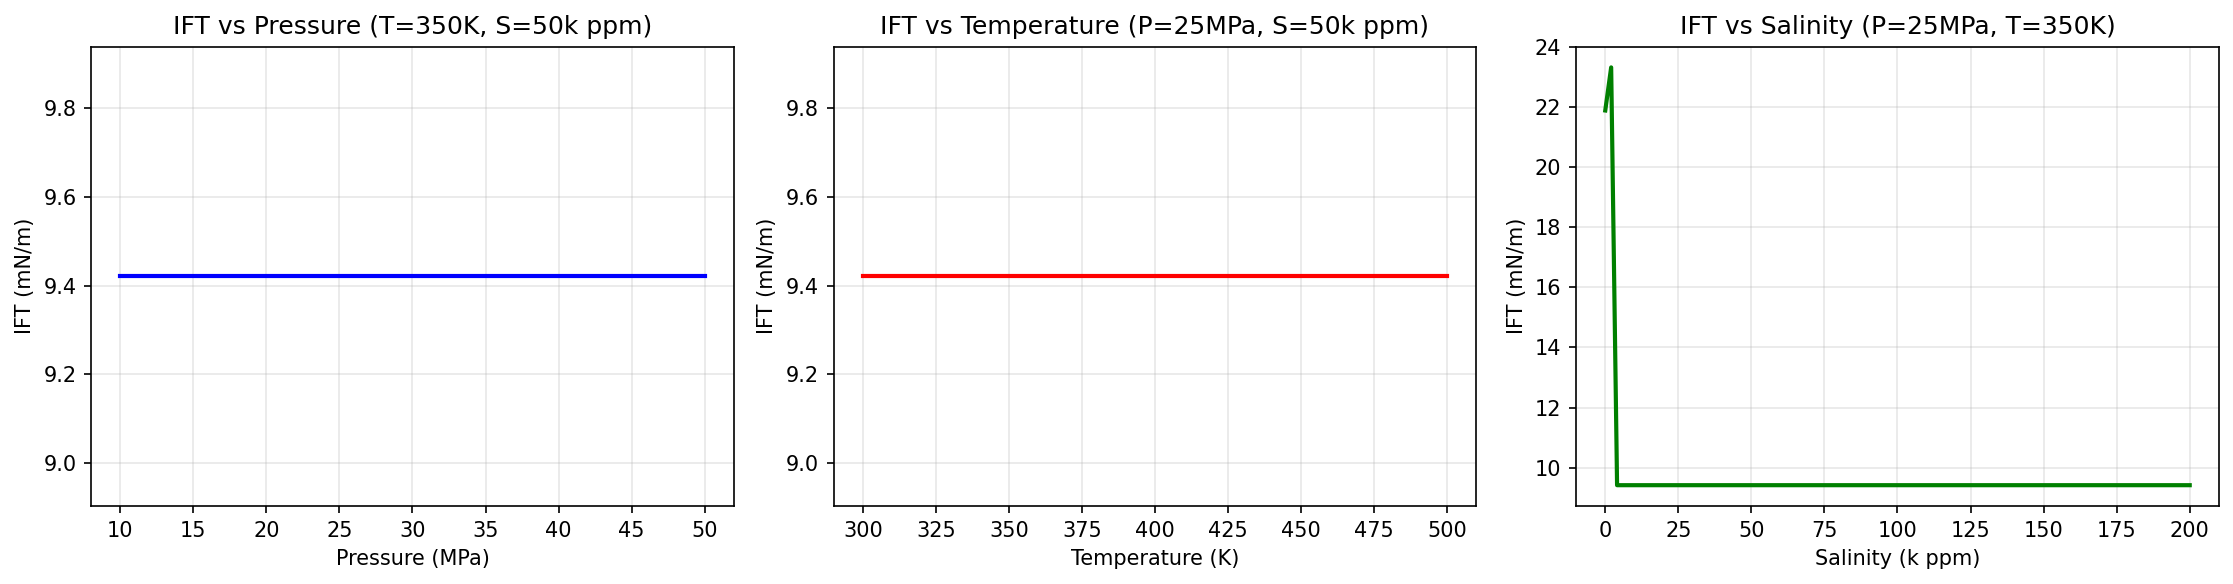 IFT vs Pressure (T=350K, S=50k ppm)
IFT (mN/m)
9.8
9.6
9.4
9.2
9.0
10 15 20 25 30 35 40 45 50
Pressure (MPa)
IFT vs Temperature (P=25MPa, S=50k ppm)
IFT (mN/m)
9.8
9.6
9.4
9.2
9.0
300 325 350 375 400 425 450 475 500
Temperature (K)
IFT vs Salinity (P=25MPa, T=350K)
IFT (mN/m)
24
22
20
18
16
14
12
10
0 25 50 75 100 125 150 175 200
Salinity (k ppm)